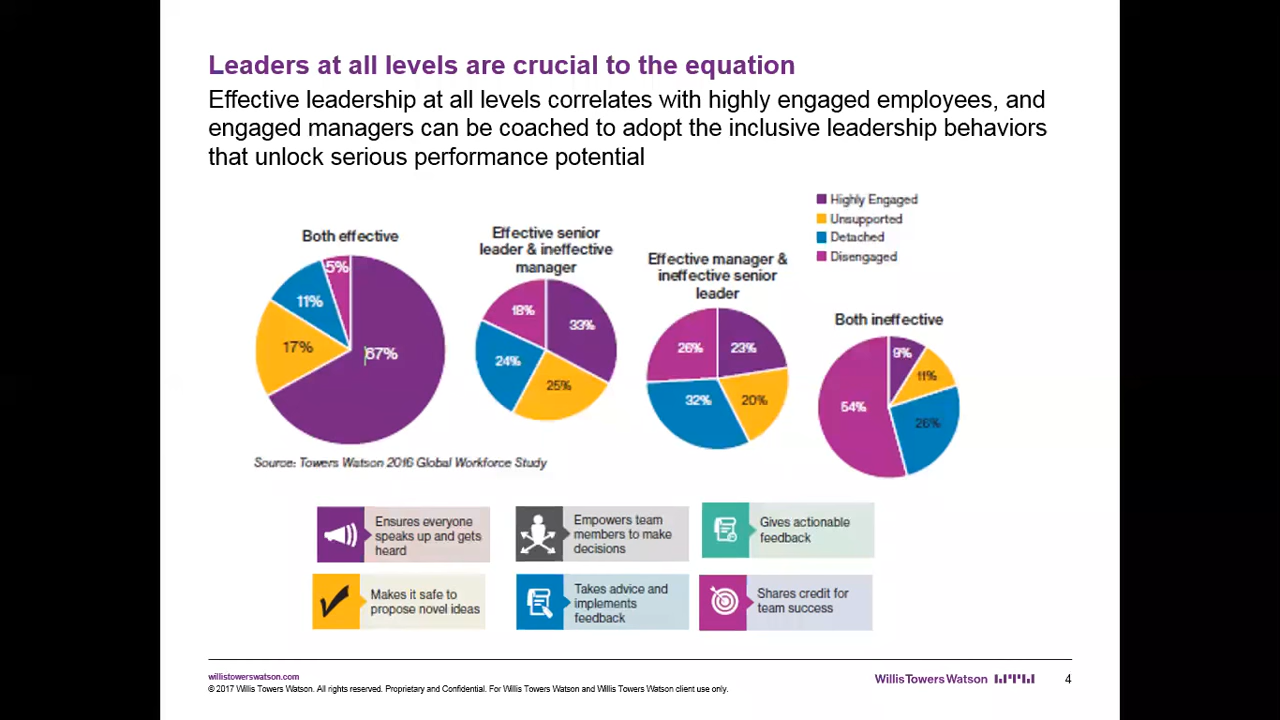 Leaders at all levels are crucial to the equation
Effective leadership at all levels correlates with highly engaged employees, and
engaged managers can be coached to adopt the inclusive leadership behaviors
that unlock serious performance potential
Highly Engaged
Unsupported
Detached
Disengaged
Both effective
5%
11%
17%
67%
Effective senior
leader & ineffective
manager
18%
33%
24%
25%
Effective manager &
ineffective senior
leader
26%
23%
32%
20%
Both ineffective
9%
11%
54%
26%
Source: Towers Watson 2016 Global Workforce Study
Ensures everyone
speaks up and gets
heard
Empowers team
members to make
decisions
Gives actionable
feedback
Makes it safe to
propose novel ideas
Takes advice and
implements
feedback
Shares credit for
team success
willistowerswatson.com
© 2017 Willis Towers Watson. All rights reserved. Proprietary and Confidential. For Willis Towers Watson and Willis Towers Watson client use only.
Willis Towers Watson
4